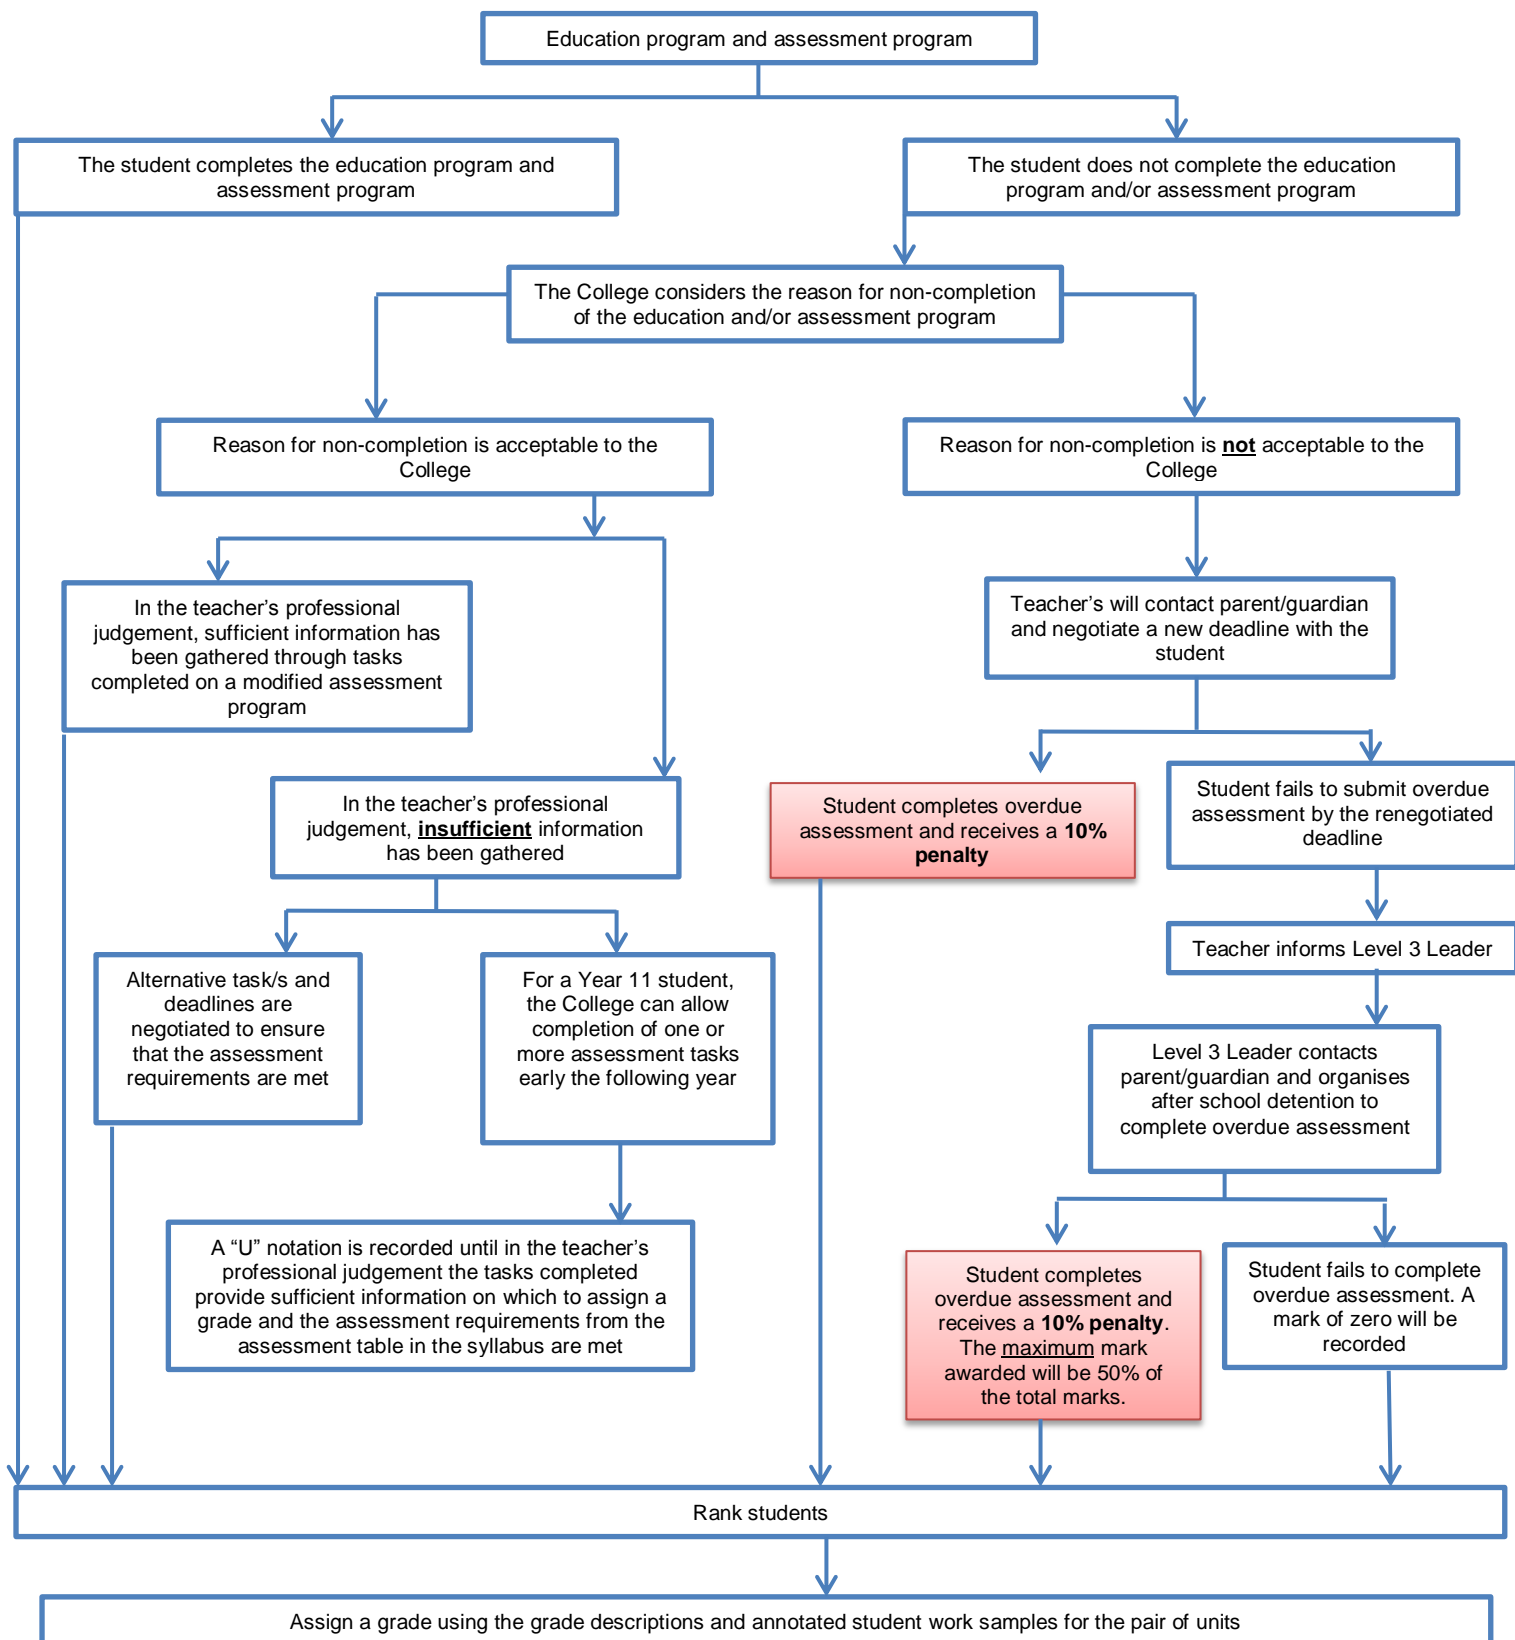 Education program and assessment program
The student completes the education program and
assessment program
The student does not complete the education
program and/or assessment program
The College considers the reason for non-completion
of the education and/or assessment program
Reason for non-completion is acceptable to the
College
Reason for non-completion is not acceptable to the
College
In the teacher’s professional
judgement, sufficient information has
been gathered through tasks
completed on a modified assessment
program
Teacher’s will contact parent/guardian
and negotiate a new deadline with the
student
In the teacher’s professional
judgement, insufficient information
has been gathered
Student completes overdue
assessment and receives a 10%
penalty
Student fails to submit overdue
assessment by the renegotiated
deadline
Teacher informs Level 3 Leader
Alternative task/s and
deadlines are
negotiated to ensure
that the assessment
requirements are met
For a Year 11 student,
the College can allow
completion of one or
more assessment tasks
early the following year
Level 3 Leader contacts
parent/guardian and organises
after school detention to
complete overdue assessment
A “U” notation is recorded until in the teacher’s
professional judgement the tasks completed
provide sufficient information on which to assign a
grade and the assessment requirements from the
assessment table in the syllabus are met
Student completes
overdue assessment and
receives a 10% penalty.
The maximum mark
awarded will be 50% of
the total marks.
Student fails to complete
overdue assessment. A
mark of zero will be
recorded
Rank students
Assign a grade using the grade descriptions and annotated student work samples for the pair of units